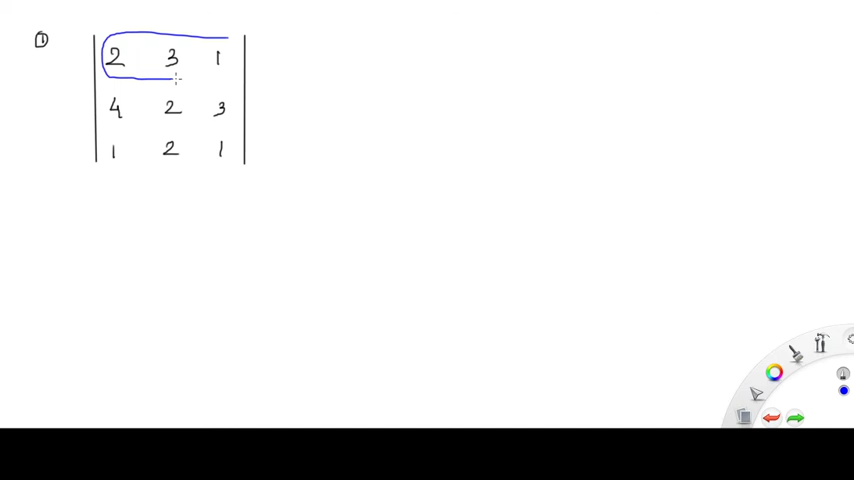 ①
2 3 1
4 2 3
1 2 1